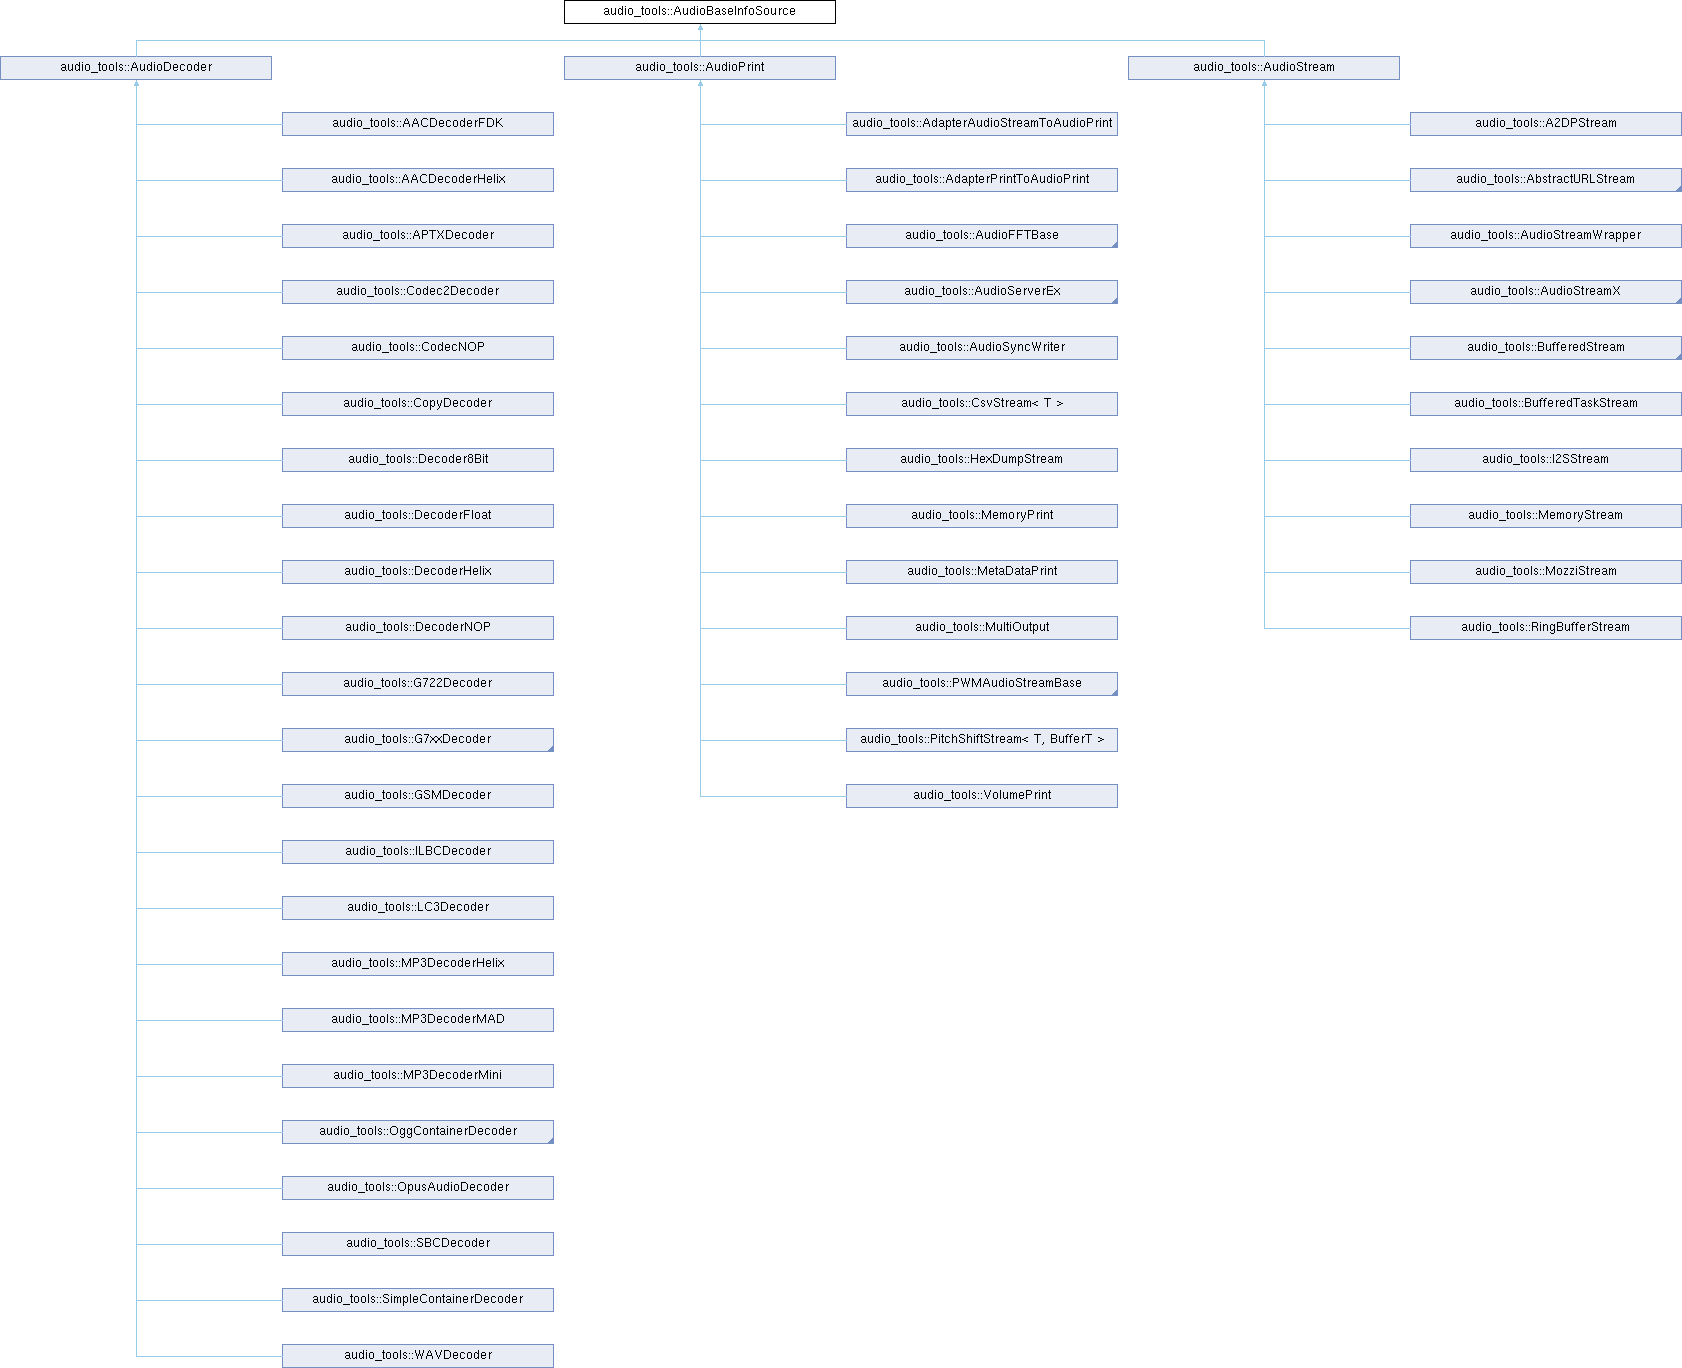 audio_tools::AudioBaseInfoSource
audio_tools::AudioDecoder
audio_tools::AudioPrint
audio_tools::AudioStream
audio_tools::AACDecoderFDK
audio_tools::AdapterAudioStreamToAudioPrint
audio_tools::A2DPStream
audio_tools::AACDecoderHelix
audio_tools::AdapterPrintToAudioPrint
audio_tools::AbstractURLStream
audio_tools::APTXDecoder
audio_tools::AudioFFTBase
audio_tools::AudioStreamWrapper
audio_tools::Codec2Decoder
audio_tools::AudioServerEx
audio_tools::AudioStreamX
audio_tools::CodecNOP
audio_tools::AudioSyncWriter
audio_tools::BufferedStream
audio_tools::CopyDecoder
audio_tools::CsvStream< T >
audio_tools::BufferedTaskStream
audio_tools::Decoder8Bit
audio_tools::HexDumpStream
audio_tools::I2SStream
audio_tools::DecoderFloat
audio_tools::MemoryPrint
audio_tools::MemoryStream
audio_tools::DecoderHelix
audio_tools::MetaDataPrint
audio_tools::MozziStream
audio_tools::DecoderNOP
audio_tools::MultiOutput
audio_tools::RingBufferStream
audio_tools::G722Decoder
audio_tools::PWMAudioStreamBase
audio_tools::G7xxDecoder
audio_tools::PitchShiftStream< T, BufferT >
audio_tools::GSMDecoder
audio_tools::VolumePrint
audio_tools::ILBCDecoder
audio_tools::LC3Decoder
audio_tools::MP3DecoderHelix
audio_tools::MP3DecoderMAD
audio_tools::MP3DecoderMini
audio_tools::OggContainerDecoder
audio_tools::OpusAudioDecoder
audio_tools::SBCDecoder
audio_tools::SimpleContainerDecoder
audio_tools::WAVDecoder